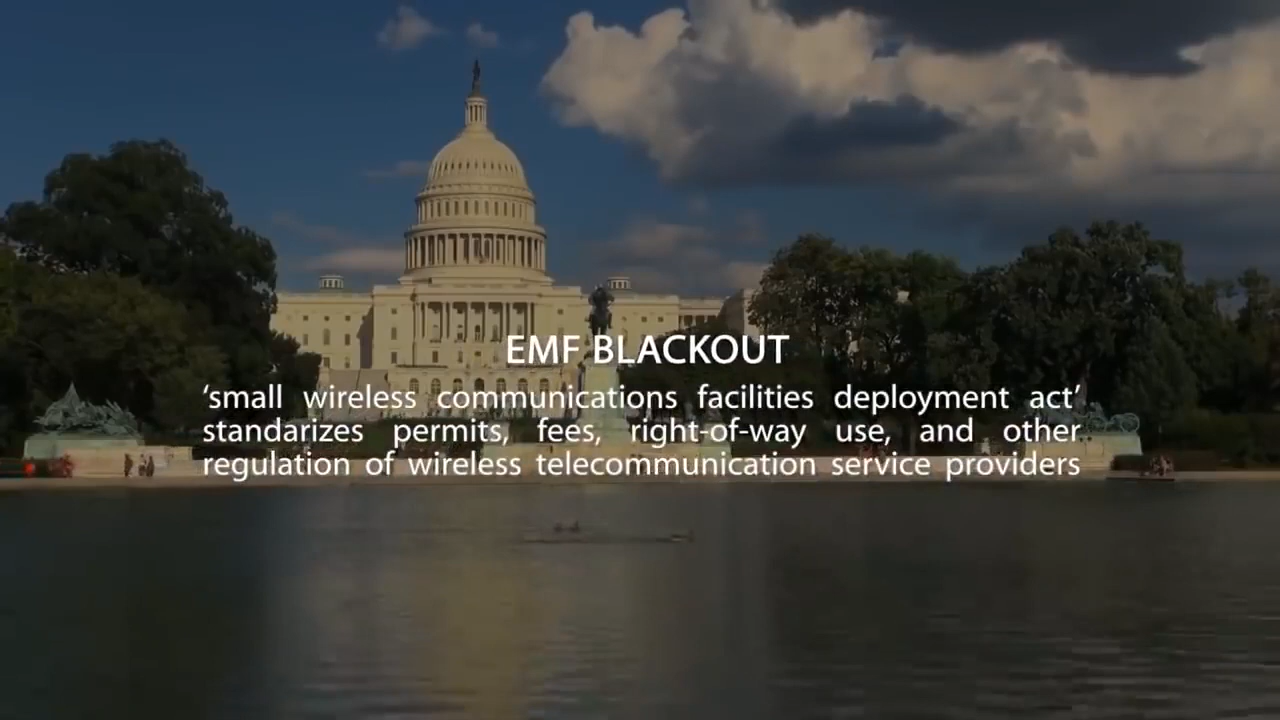 EMF BLACKOUT
‘small wireless communications facilities deployment act’
standarizes permits, fees, right-of-way use, and other
regulation of wireless telecommunication service providers